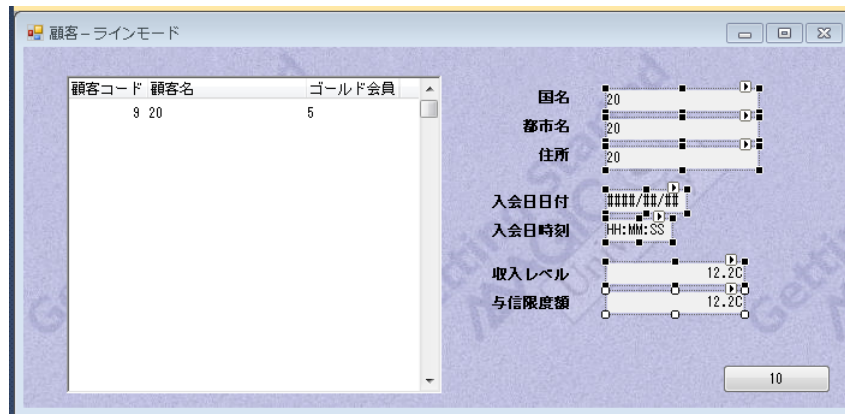 顧客－ラインモード
顧客コード 顧客名 ゴールド会員
9 20 5
国名 20
都市名 20
住所 20
入会日日付 ####/##/##
入会日時刻 HH:MM:SS
収入レベル 12.2C
与信限度額 12.2C
10